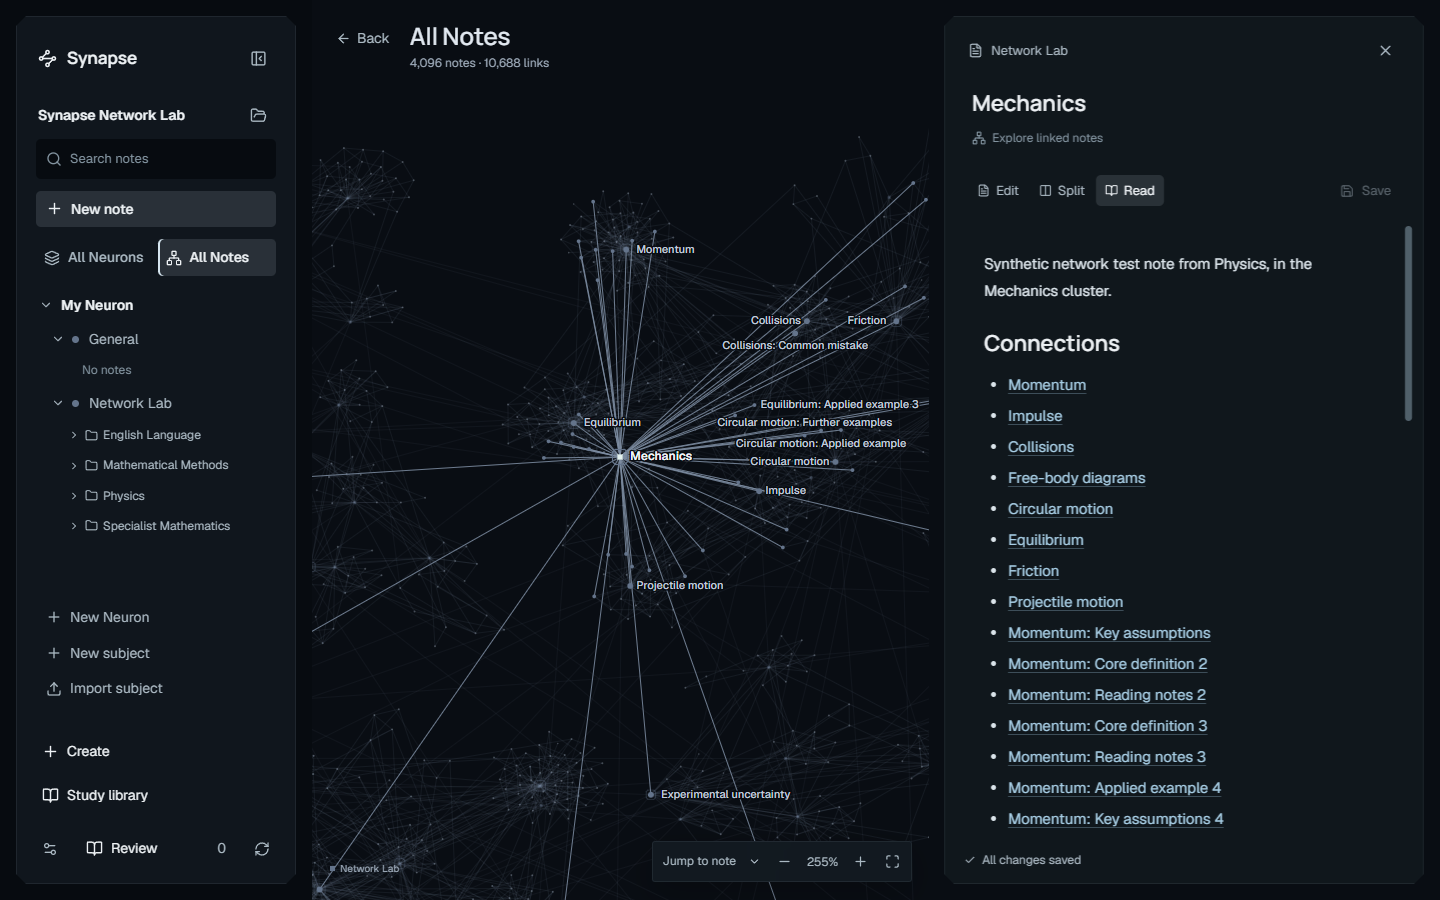 Synapse
Synapse Network Lab
Search notes
New note
All Neurons
All Notes
My Neuron
General
No notes
Network Lab
English Language
Mathematical Methods
Physics
Specialist Mathematics
New Neuron
New subject
Import subject
Create
Study library
Review 0
Back
All Notes
4,096 notes · 10,688 links
Momentum
Collisions
Friction
Collisions: Common mistake
Equilibrium: Applied example 3
Equilibrium
Circular motion: Further examples
Circular motion: Applied example
Mechanics
Circular motion
Impulse
Projectile motion
Experimental uncertainty
Network Lab
Jump to note
255%
Network Lab
Mechanics
Explore linked notes
Edit
Split
Read
Save
Synthetic network test note from Physics, in the
Mechanics cluster.
Connections
Momentum
Impulse
Collisions
Free-body diagrams
Circular motion
Equilibrium
Friction
Projectile motion
Momentum: Key assumptions
Momentum: Core definition 2
Momentum: Reading notes 2
Momentum: Core definition 3
Momentum: Reading notes 3
Momentum: Applied example 4
Momentum: Key assumptions 4
All changes saved